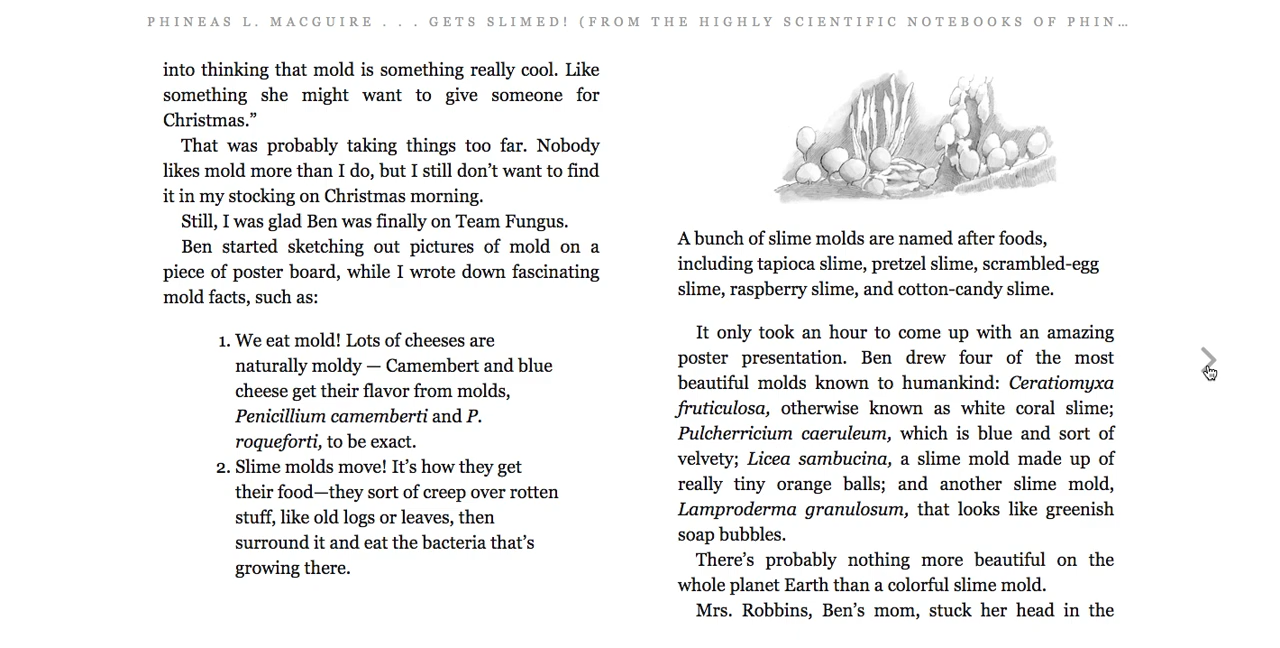 PHINEAS L. MACGUIRE . . . GETS SLIMED! (FROM THE HIGHLY SCIENTIFIC NOTEBOOKS OF PHIN…
into thinking that mold is something really cool. Like
something she might want to give someone for
Christmas.”
That was probably taking things too far. Nobody
likes mold more than I do, but I still don’t want to find
it in my stocking on Christmas morning.
Still, I was glad Ben was finally on Team Fungus.
Ben started sketching out pictures of mold on a
piece of poster board, while I wrote down fascinating
mold facts, such as:
1. We eat mold! Lots of cheeses are
naturally moldy — Camembert and blue
cheese get their flavor from molds,
Penicillium camemberti and P.
roqueforti, to be exact.
2. Slime molds move! It’s how they get
their food—they sort of creep over rotten
stuff, like old logs or leaves, then
surround it and eat the bacteria that’s
growing there.
A bunch of slime molds are named after foods,
including tapioca slime, pretzel slime, scrambled-egg
slime, raspberry slime, and cotton-candy slime.
It only took an hour to come up with an amazing
poster presentation. Ben drew four of the most
beautiful molds known to humankind: Ceratiomyxa
fruticulosa, otherwise known as white coral slime;
Pulcherricium caeruleum, which is blue and sort of
velvety; Licea sambucina, a slime mold made up of
really tiny orange balls; and another slime mold,
Lamproderma granulosum, that looks like greenish
soap bubbles.
There’s probably nothing more beautiful on the
whole planet Earth than a colorful slime mold.
Mrs. Robbins, Ben’s mom, stuck her head in the